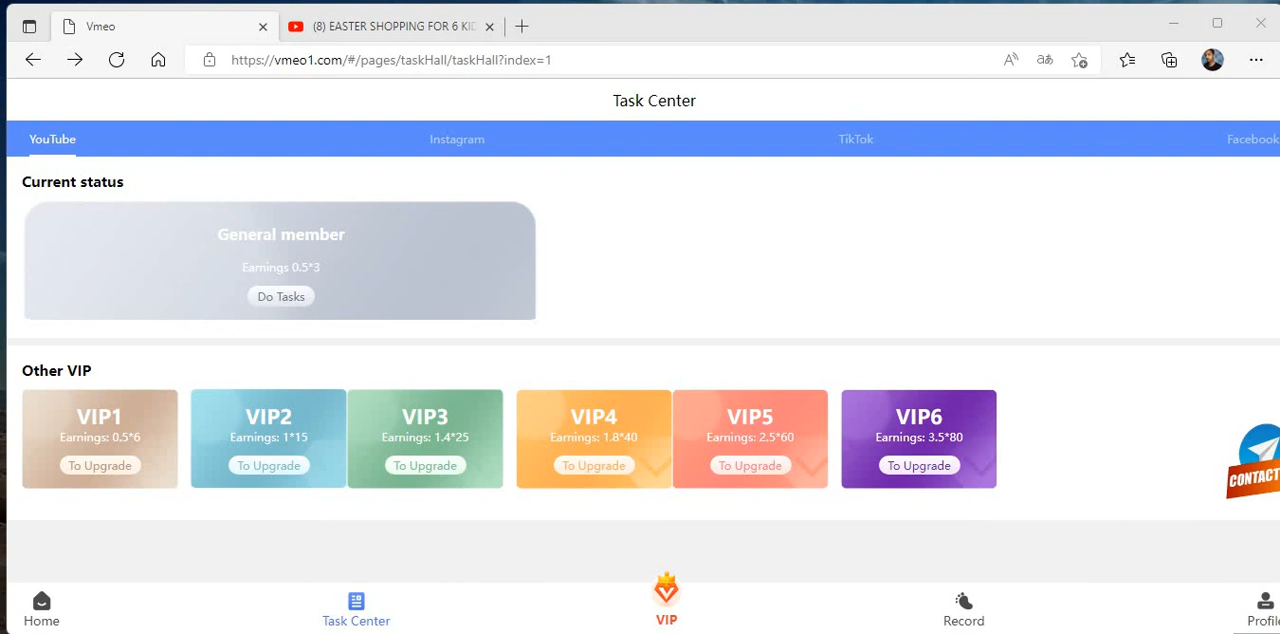 Vmeo
(8) EASTER SHOPPING FOR 6 KID
https://vmeo1.com/#/pages/taskHall/taskHall?index=1
Task Center
YouTube Instagram TikTok Facebook
Current status
General member
Earnings 0.5*3
Do Tasks
Other VIP
VIP1 VIP2 VIP3 VIP4 VIP5 VIP6
Earnings: 0.5*6 Earnings: 1*15 Earnings: 1.4*25 Earnings: 1.8*40 Earnings: 2.5*60 Earnings: 3.5*80
To Upgrade To Upgrade To Upgrade To Upgrade To Upgrade To Upgrade
CONTACT
Home Task Center VIP Record Profile